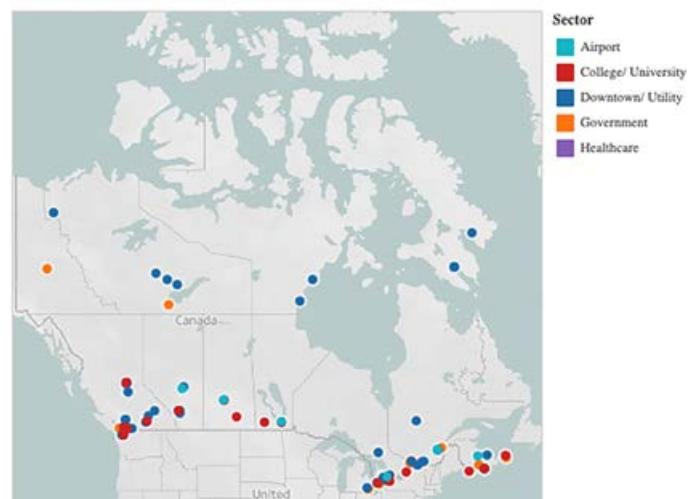 Sector
Airport
College/ University
Downtown/ Utility
Government
Healthcare
Canada
United